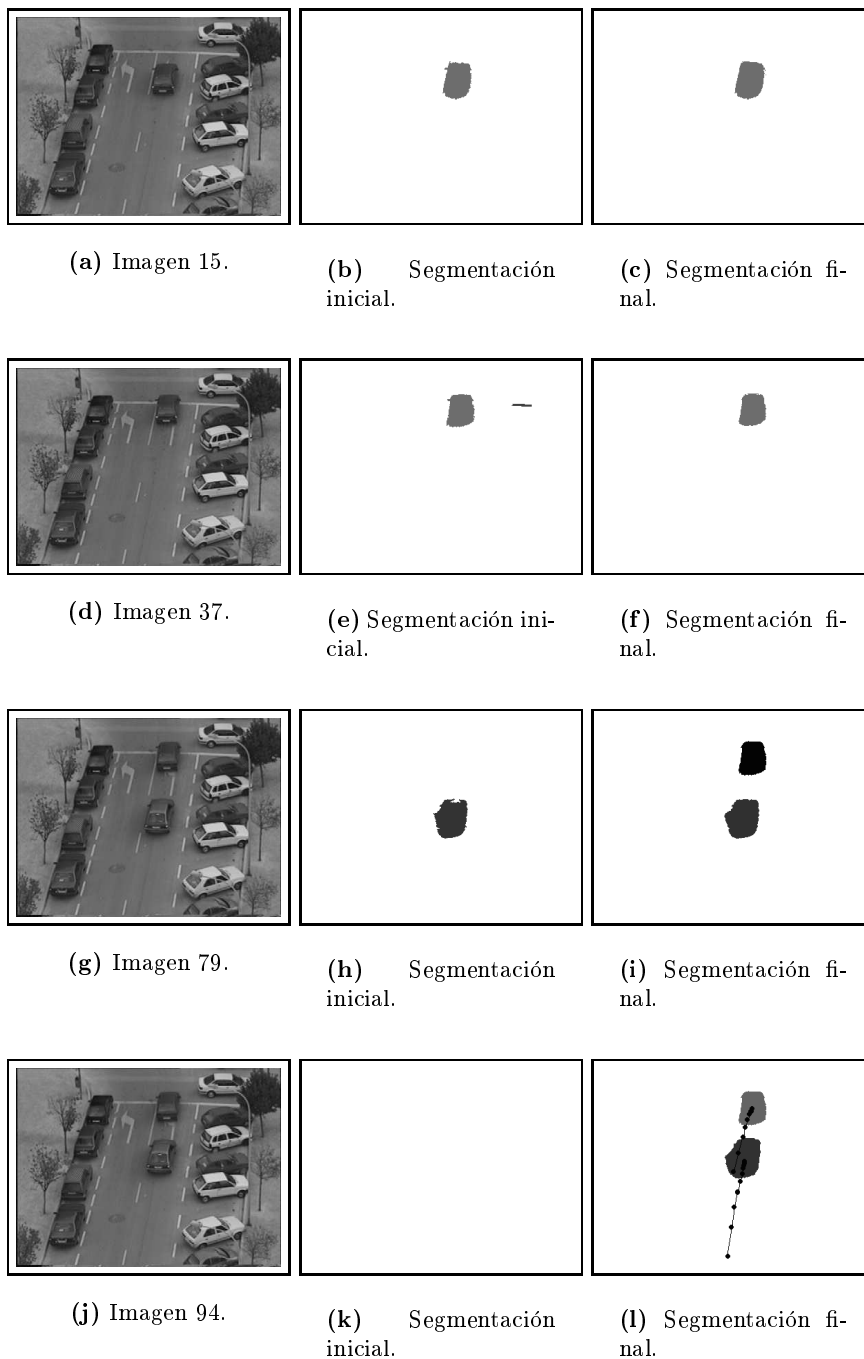 (a) Imagen 15.
(b) Segmentación
inicial.
(c) Segmentación fi-
nal.
(d) Imagen 37.
(e) Segmentación ini-
cial.
(f) Segmentación fi-
nal.
(g) Imagen 79.
(h) Segmentación
inicial.
(i) Segmentación fi-
nal.
(j) Imagen 94.
(k) Segmentación
inicial.
(l) Segmentación fi-
nal.